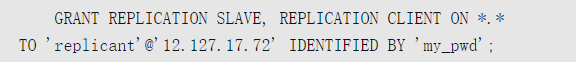 GRANT REPLICATION SLAVE, REPLICATION CLIENT ON *.*
TO 'replicant'@'12.127.17.72' IDENTIFIED BY 'my_pwd';